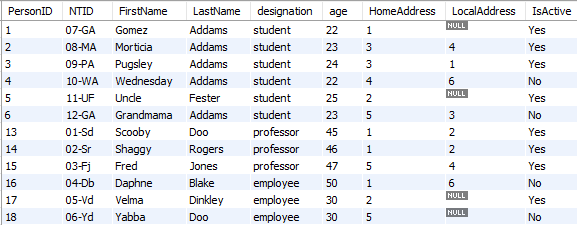 PersonID NTID FirstName LastName designation age HomeAddress LocalAddress IsActive
1 07-GA Gomez Addams student 22 1 NULL Yes
2 08-MA Morticia Addams student 23 3 4 Yes
3 09-PA Pugsley Addams student 24 3 1 Yes
4 10-WA Wednesday Addams student 22 4 6 No
5 11-UF Uncle Fester student 25 2 NULL Yes
6 12-GA Grandmama Addams student 23 5 3 No
13 01-Sd Scooby Doo professor 45 1 2 Yes
14 02-Sr Shaggy Rogers professor 46 1 2 Yes
15 03-Fj Fred Jones professor 47 5 4 Yes
16 04-Db Daphne Blake employee 50 1 6 No
17 05-Vd Velma Dinkley employee 30 2 NULL Yes
18 06-Yd Yabba Doo employee 30 5 NULL No